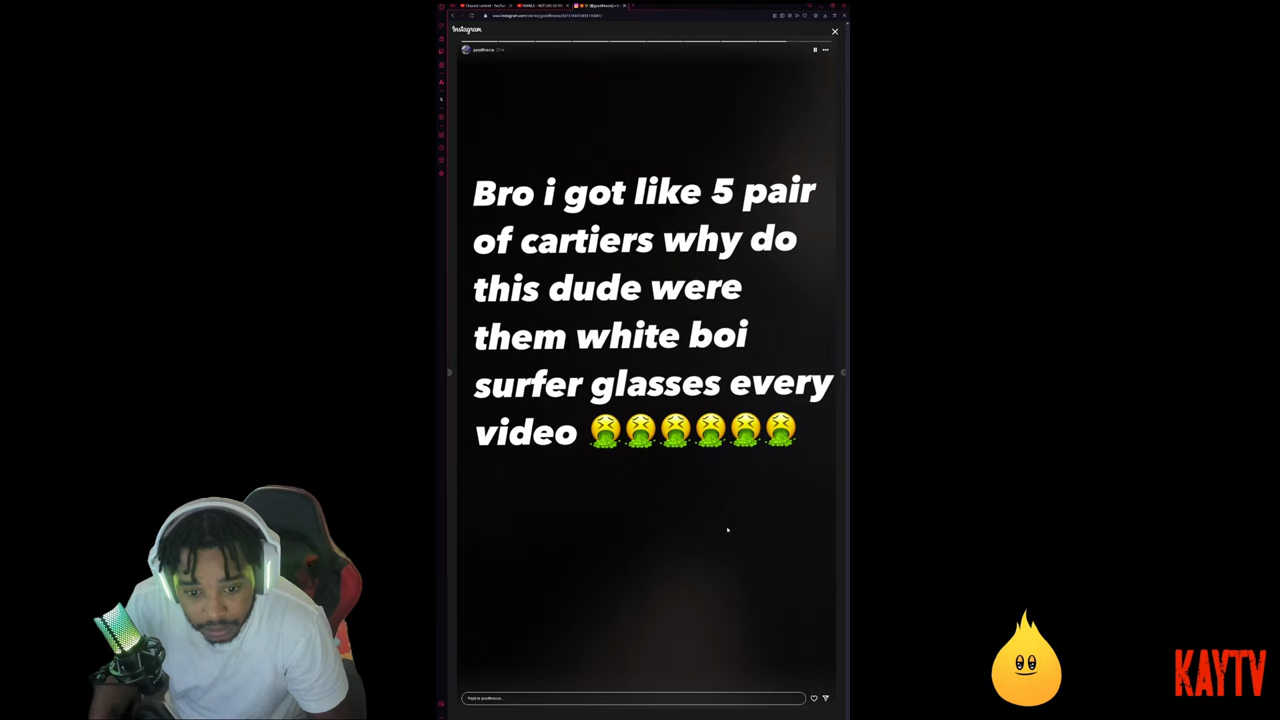 Instagram
Bro i got like 5 pair
of cartiers why do
this dude were
them white boi
surfer glasses every
video 🤮🤮🤮🤮🤮🤮
KAYTV